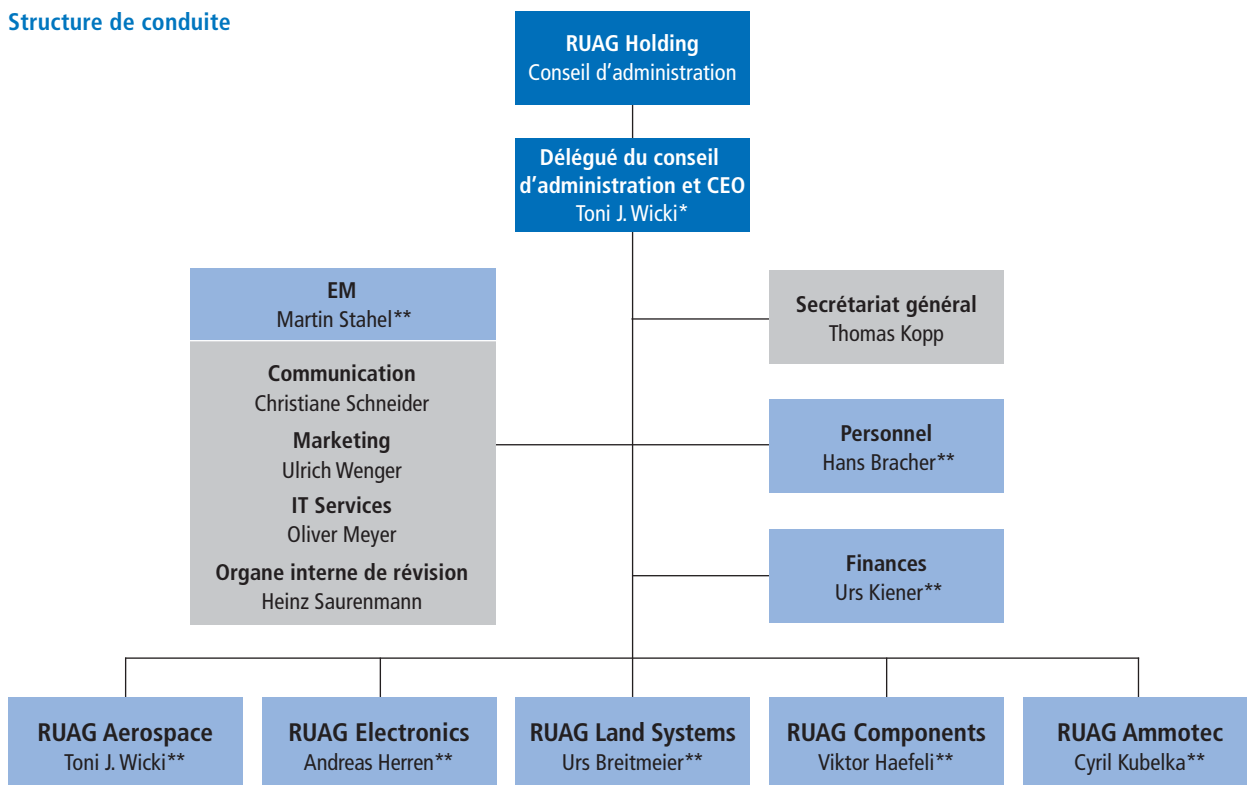 Structure de conduite
RUAG Holding
Conseil d'administration
Délégué du conseil
d'administration et CEO
Toni J. Wicki*
EM
Martin Stahel**
Communication
Christiane Schneider
Marketing
Ulrich Wenger
IT Services
Oliver Meyer
Organe interne de révision
Heinz Saurenmann
Secrétariat général
Thomas Kopp
Personnel
Hans Bracher**
Finances
Urs Kiener**
RUAG Aerospace
Toni J. Wicki**
RUAG Electronics
Andreas Herren**
RUAG Land Systems
Urs Breitmeier**
RUAG Components
Viktor Haefeli**
RUAG Ammotec
Cyril Kubelka**